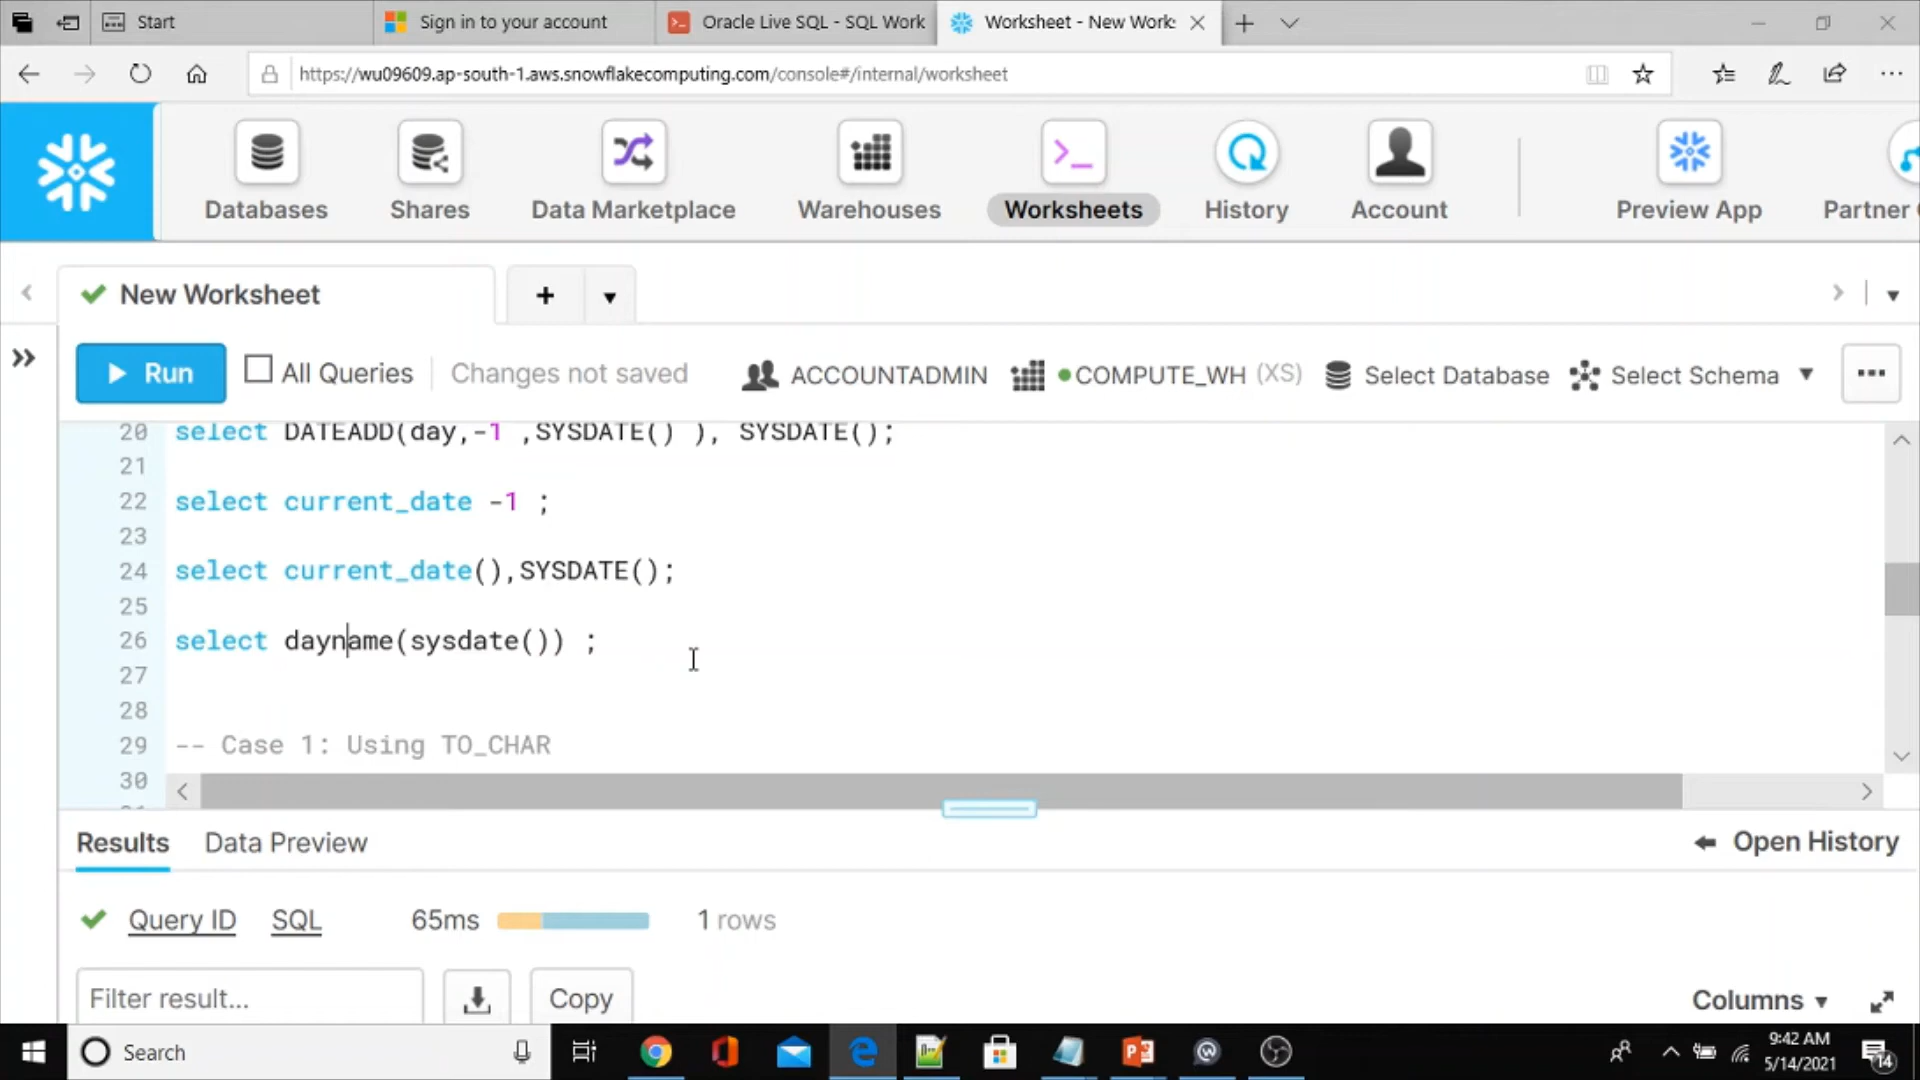 Start
Sign in to your account
Oracle Live SQL - SQL Work
Worksheet - New Work:
https://wu09609.ap-south-1.aws.snowflakecomputing.com/console#/internal/worksheet
Databases
Shares
Data Marketplace
Warehouses
Worksheets
History
Account
Preview App
Partner
New Worksheet
Run
All Queries
Changes not saved
ACCOUNTADMIN
COMPUTE_WH (XS)
Select Database
Select Schema
20 select DATEADD(day,-1 ,SYSDATE() ), SYSDATE();
21
22 select current_date -1 ;
23
24 select current_date(),SYSDATE();
25
26 select dayname(sysdate()) ;
27
28
29 -- Case 1: Using TO_CHAR
30
Results
Data Preview
Open History
Query ID
SQL
65ms
1 rows
Filter result...
Copy
Columns
Search
9:42 AM
5/14/2021
14